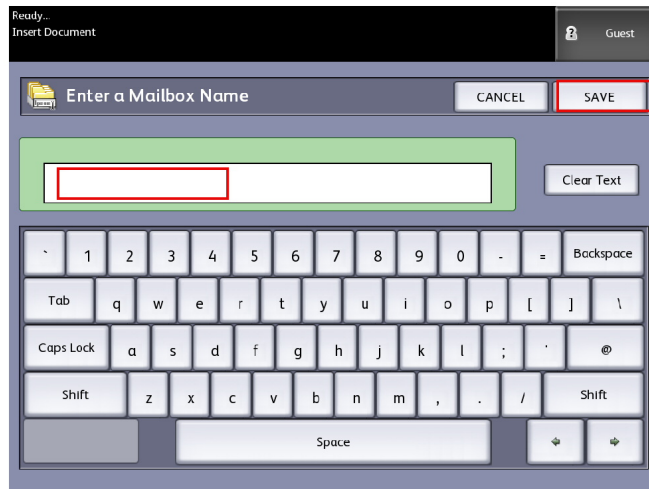 Ready...
Insert Document
Guest
Enter a Mailbox Name CANCEL SAVE
Clear Text
` 1 2 3 4 5 6 7 8 9 0 - = Backspace
Tab q w e r t y u i o p [ ] \
Caps Lock a s d f g h j k l ; ' @
Shift z x c v b n m , . / Shift
Space